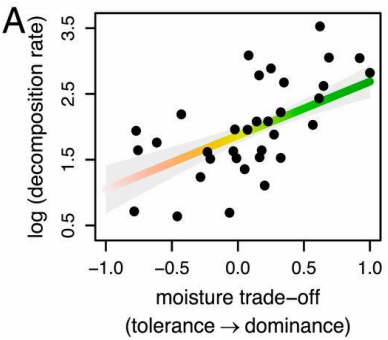 A
log (decomposition rate)
3.5
2.5
1.5
0.5
−1.0 −0.5 0.0 0.5 1.0
moisture trade−off
(tolerance → dominance)